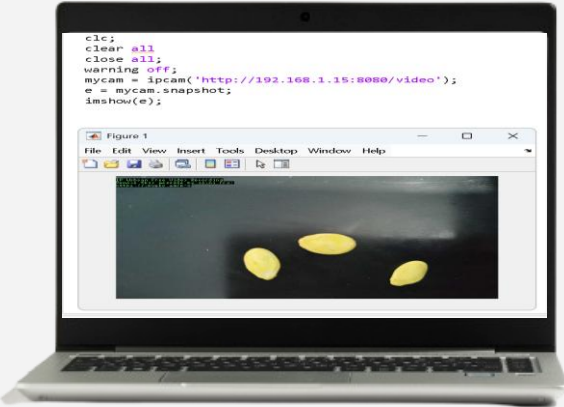 clc;
clear all
close all;
warning off;
mycam = ipcam('http://192.168.1.15:8080/video');
e = mycam.snapshot;
imshow(e);
Figure 1
File Edit View Insert Tools Desktop Window Help